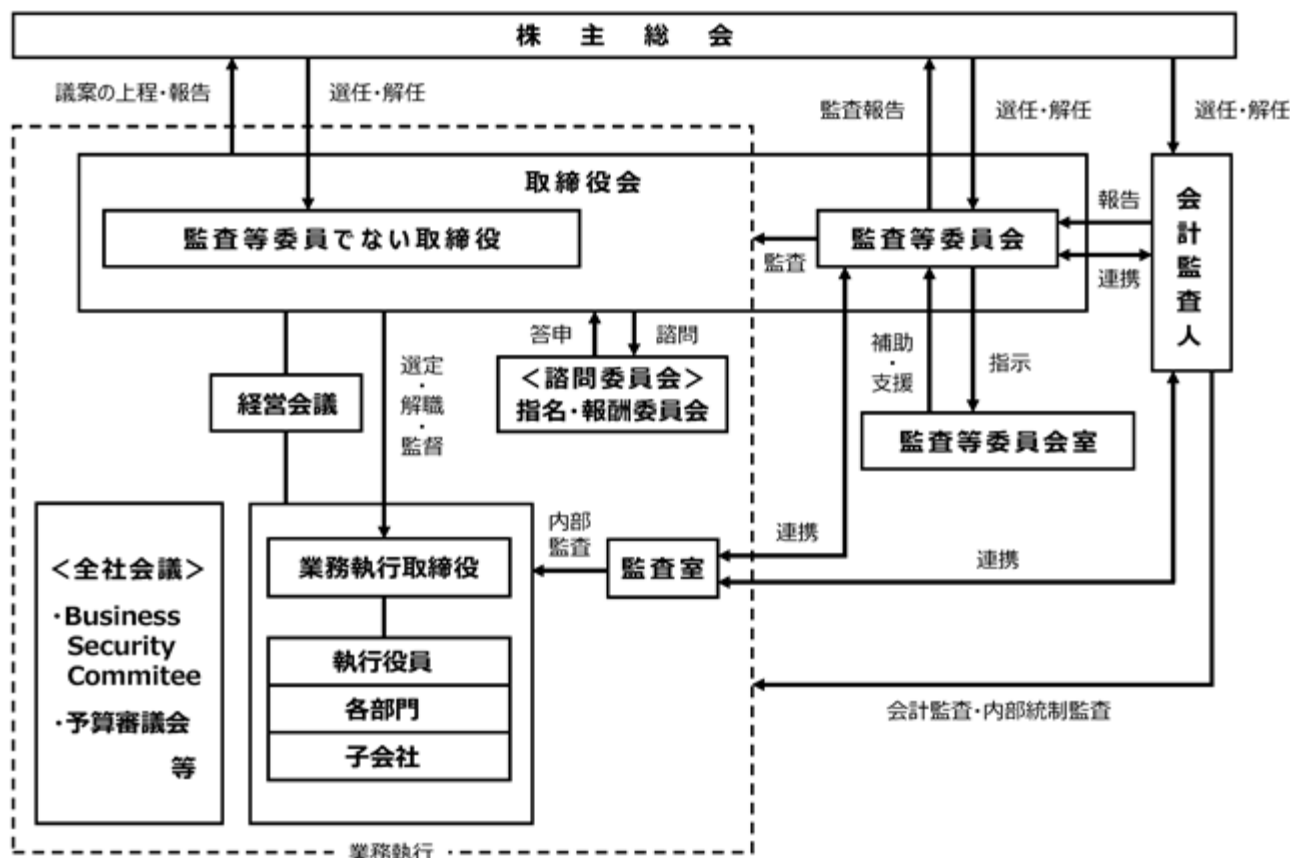 株主総会
議案の上程・報告
選任・解任
監査報告
選任・解任
選任・解任
取締役会
監査等委員でない取締役
監査等委員会
会計監査人
監査
報告
連携
答申
諮問
選定・解職・監督
補助・支援
指示
経営会議
<諮問委員会>
指名・報酬委員会
監査等委員会室
<全社会議>
・Business
Security
Commitee
・予算審議会
等
業務執行取締役
執行役員
各部門
子会社
内部
監査
監査室
連携
連携
会計監査・内部統制監査
業務執行